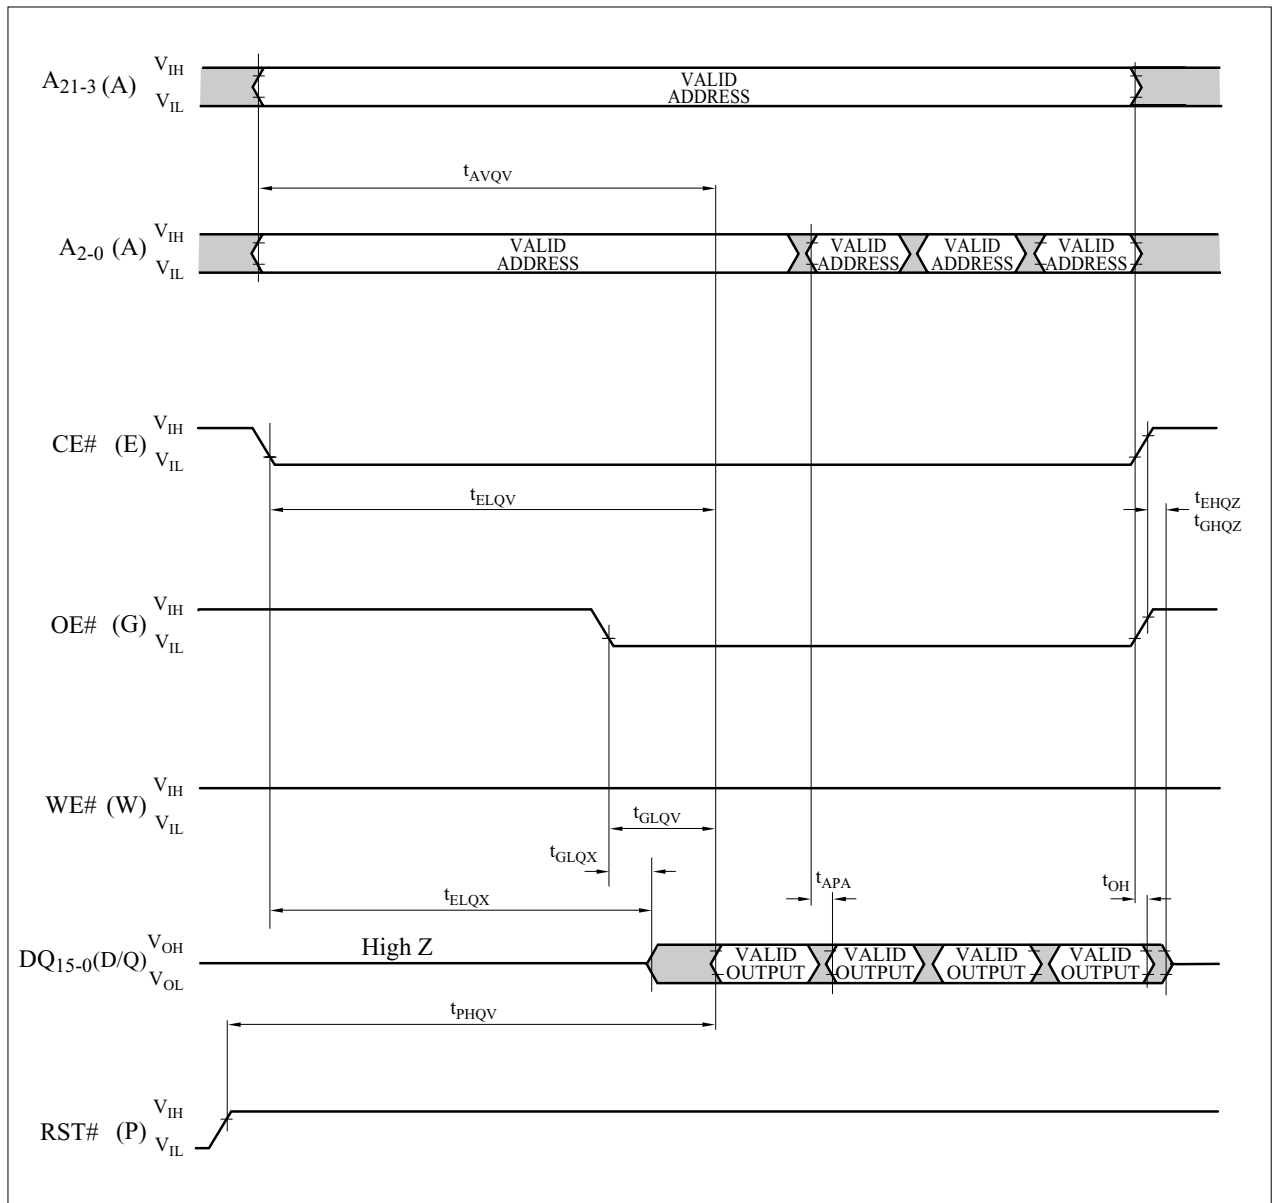 A21-3 (A) VIH VIL VALID ADDRESS
tAVQV
A2-0 (A) VIH VIL VALID ADDRESS VALID ADDRESS VALID ADDRESS VALID ADDRESS
CE# (E) VIH VIL
tELQV
tEHQZ
tGHQZ
OE# (G) VIH VIL
WE# (W) VIH VIL
tGLQV
tGLQX
tAPA
tOH
tELQX
DQ15-0(D/Q) VOH VOL High Z VALID OUTPUT VALID OUTPUT VALID OUTPUT VALID OUTPUT
tPHQV
RST# (P) VIH VIL